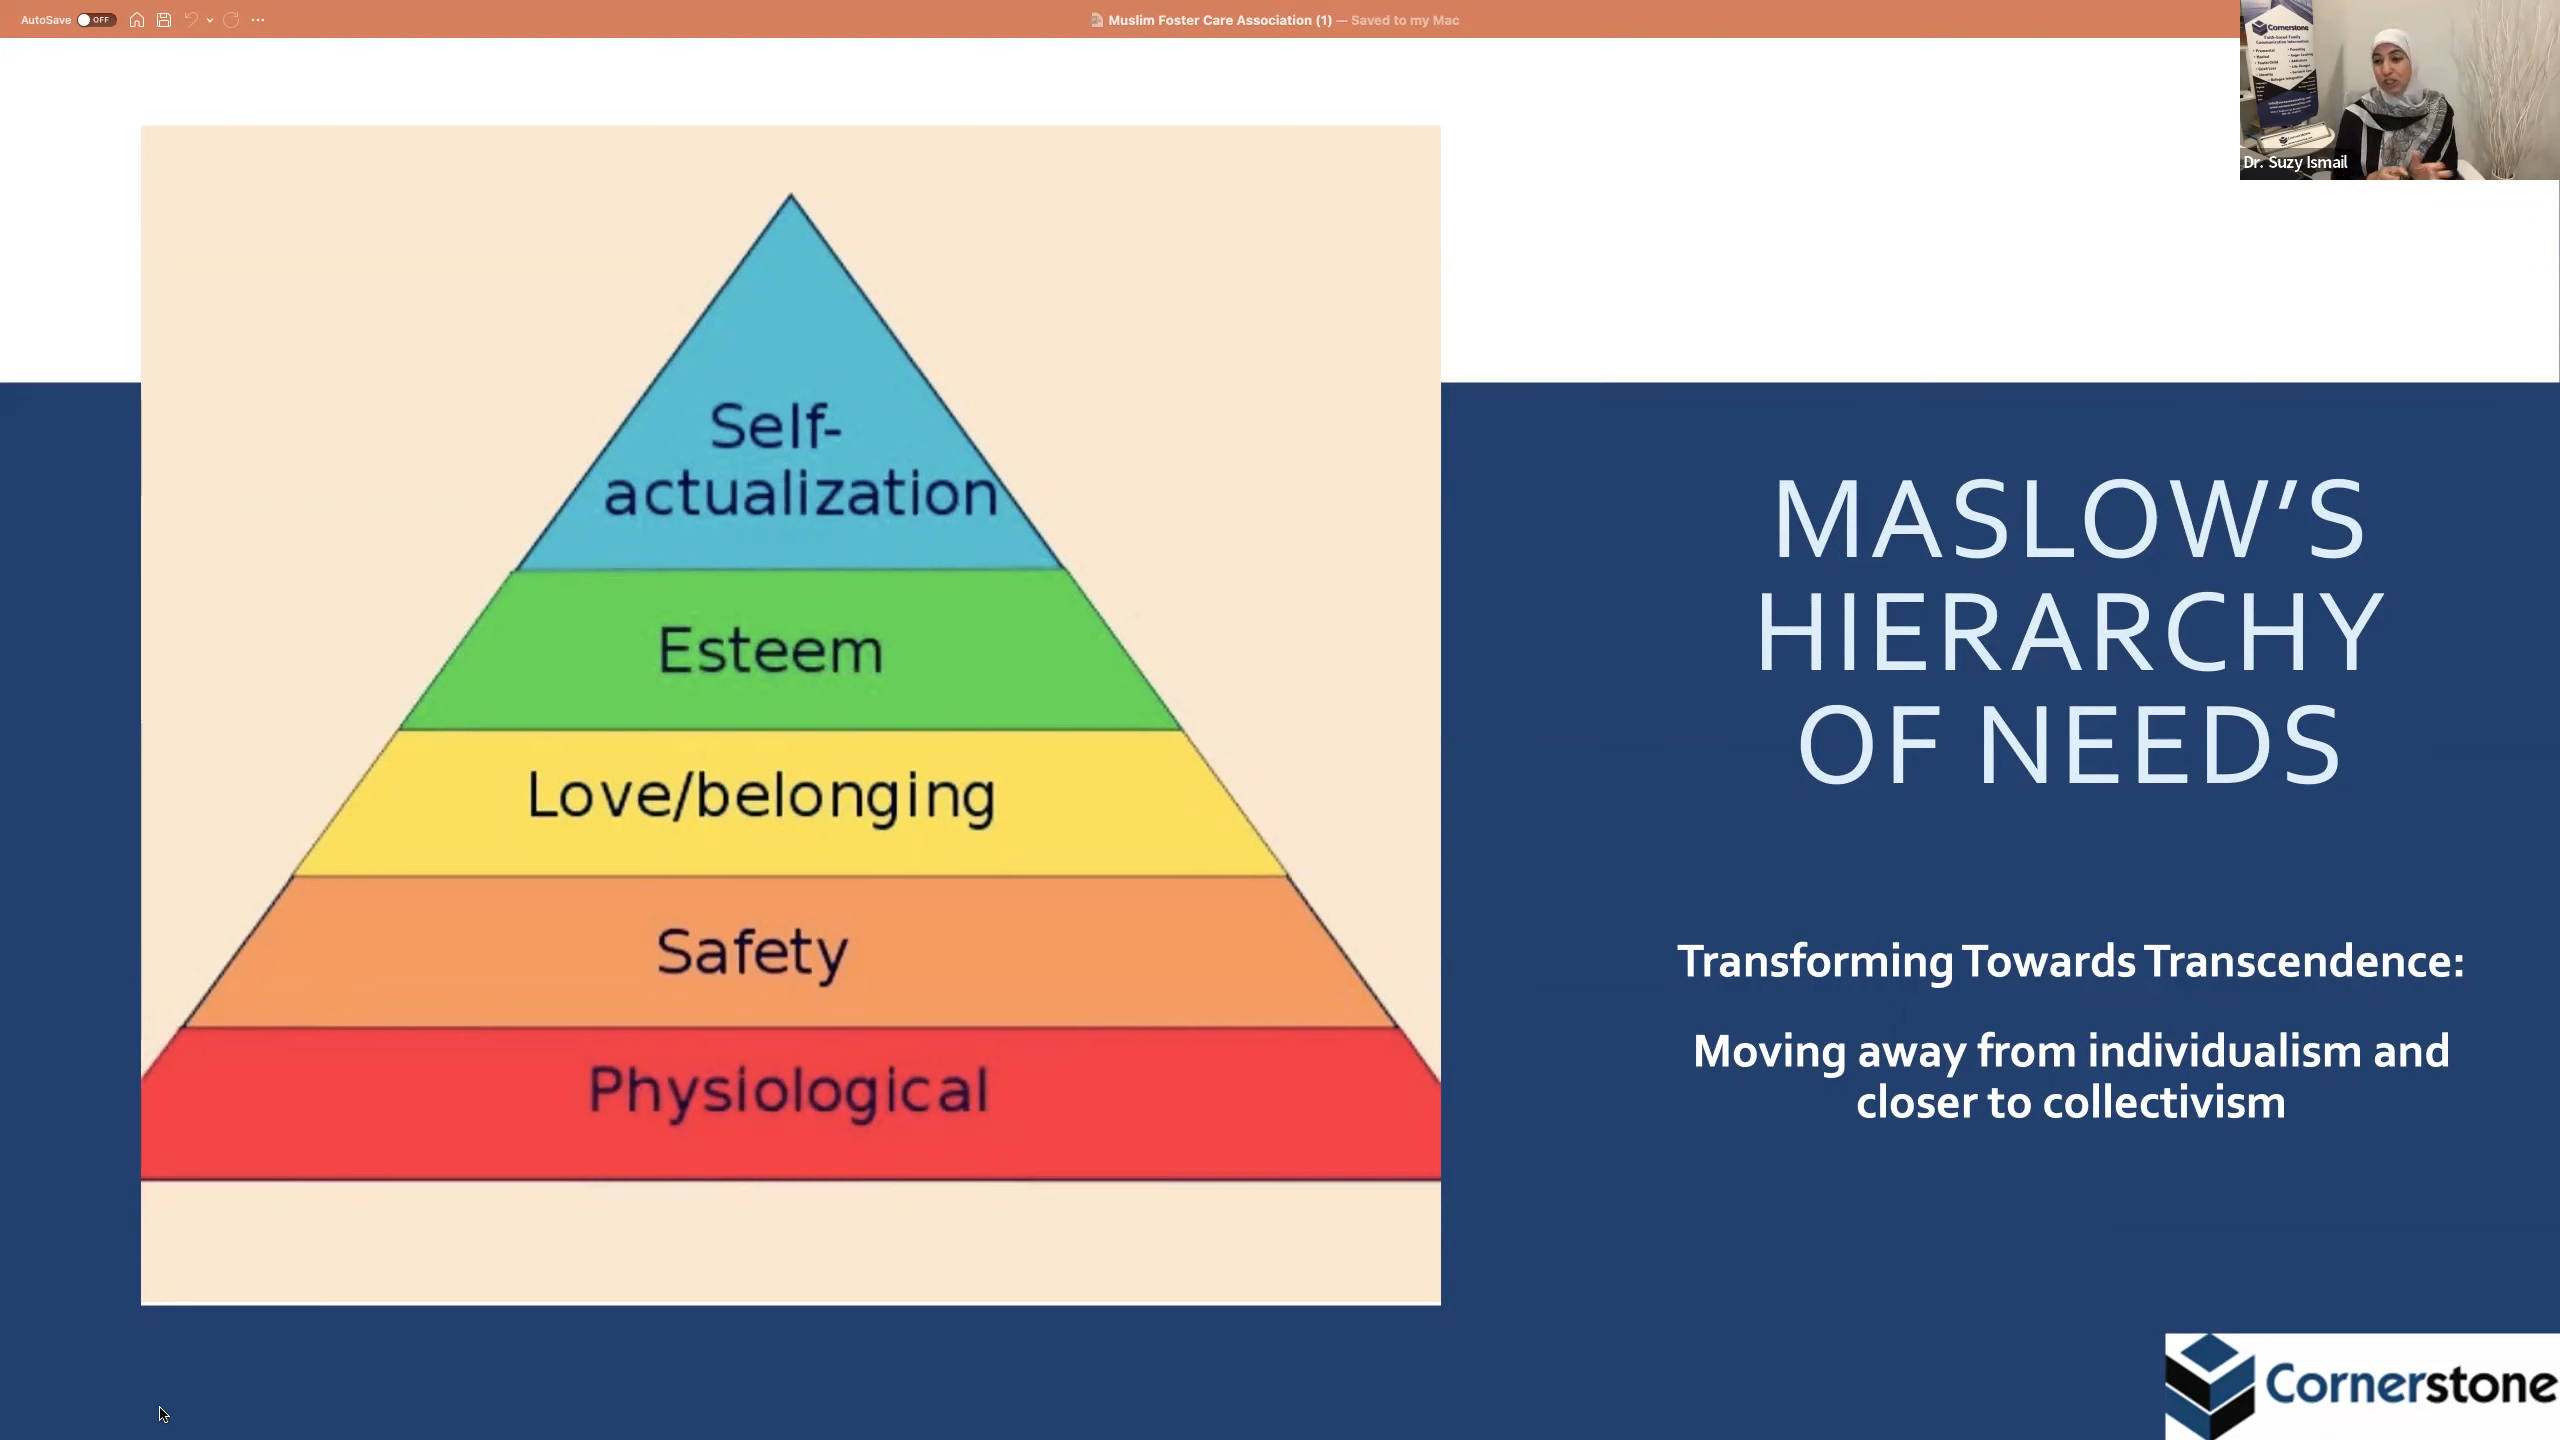 AutoSave OFF
Muslim Foster Care Association (1) — Saved to my Mac
Cornerstone
Dr. Suzy Ismail
Self-
actualization
Esteem
Love/belonging
Safety
Physiological
MASLOW’S
HIERARCHY
OF NEEDS
Transforming Towards Transcendence:
Moving away from individualism and
closer to collectivism
Cornerstone